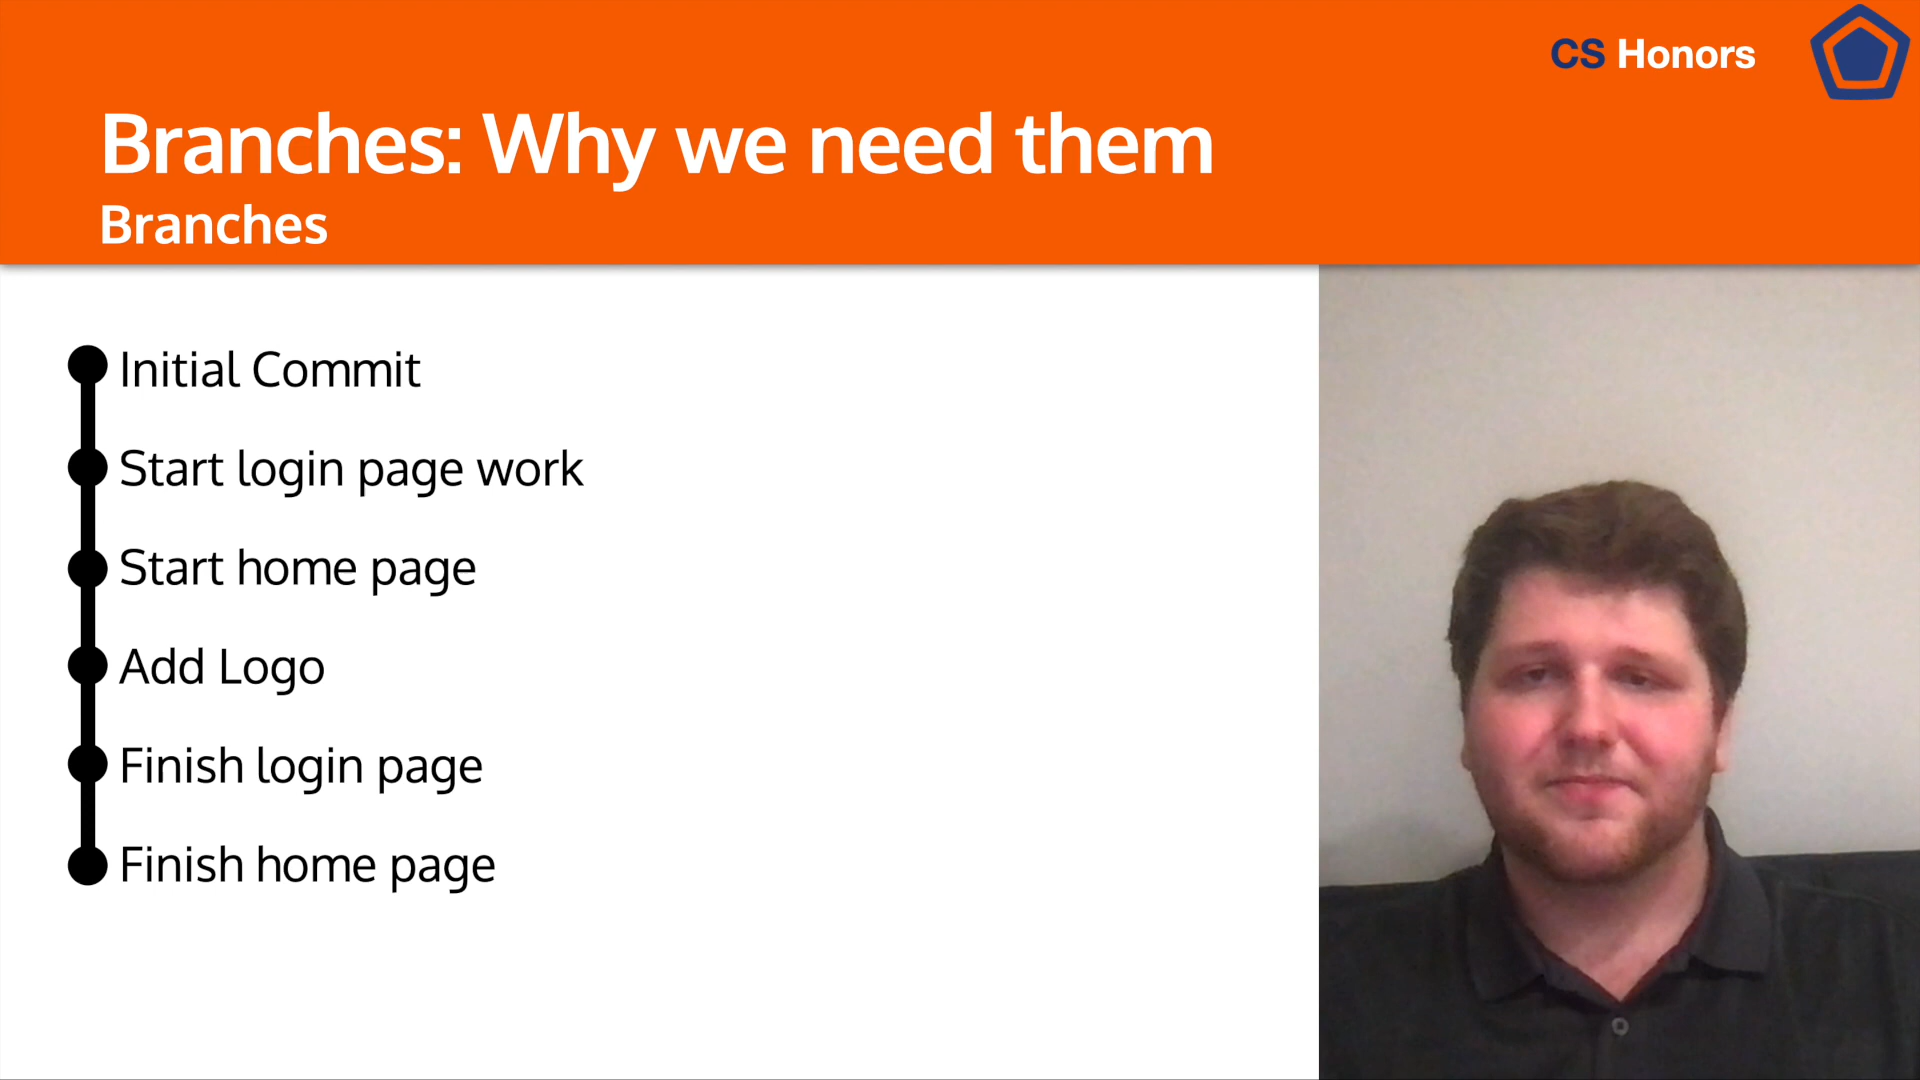 CS Honors
Branches: Why we need them
Branches
Initial Commit
Start login page work
Start home page
Add Logo
Finish login page
Finish home page